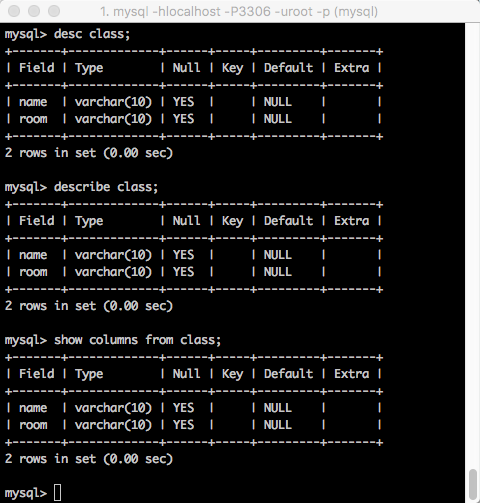 1. mysql -hlocalhost -P3306 -uroot -p (mysql)
mysql> desc class;
+-------+-------------+------+-----+---------+-------+
| Field | Type        | Null | Key | Default | Extra |
+-------+-------------+------+-----+---------+-------+
| name  | varchar(10) | YES  |     | NULL    |       |
| room  | varchar(10) | YES  |     | NULL    |       |
+-------+-------------+------+-----+---------+-------+
2 rows in set (0.00 sec)

mysql> describe class;
+-------+-------------+------+-----+---------+-------+
| Field | Type        | Null | Key | Default | Extra |
+-------+-------------+------+-----+---------+-------+
| name  | varchar(10) | YES  |     | NULL    |       |
| room  | varchar(10) | YES  |     | NULL    |       |
+-------+-------------+------+-----+---------+-------+
2 rows in set (0.00 sec)

mysql> show columns from class;
+-------+-------------+------+-----+---------+-------+
| Field | Type        | Null | Key | Default | Extra |
+-------+-------------+------+-----+---------+-------+
| name  | varchar(10) | YES  |     | NULL    |       |
| room  | varchar(10) | YES  |     | NULL    |       |
+-------+-------------+------+-----+---------+-------+
2 rows in set (0.00 sec)

mysql>